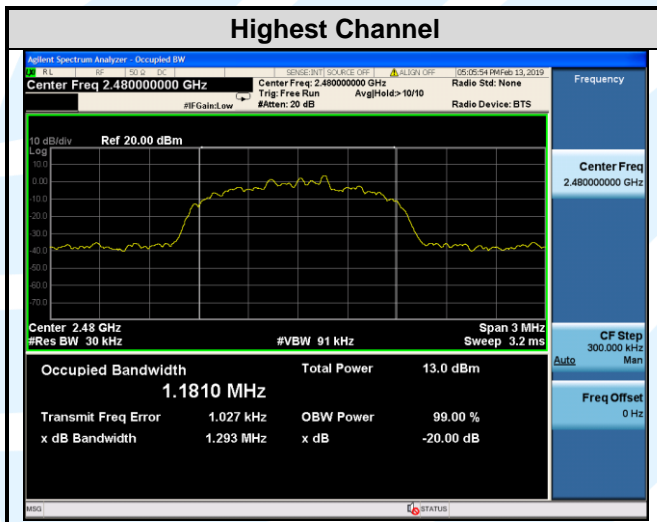 Highest Channel
Agilent Spectrum Analyzer - Occupied BW
RL RF 50 Ω DC SENSE:INT SOURCE OFF ALIGN OFF 05:05:54 PM Feb 13, 2019
Center Freq 2.480000000 GHz Center Freq: 2.480000000 GHz Radio Std: None Frequency
Trig: Free Run Avg|Hold:> 10/10
#IFGain:Low #Atten: 20 dB Radio Device: BTS
10 dB/div Ref 20.00 dBm
Log
10.0
0.00
-10.0
-20.0
-30.0
-40.0
-50.0
-60.0
-70.0
Center Freq
2.480000000 GHz
Center 2.48 GHz Span 3 MHz
#Res BW 30 kHz #VBW 91 kHz Sweep 3.2 ms
CF Step
300.000 kHz
Auto Man
Occupied Bandwidth Total Power 13.0 dBm
1.1810 MHz
Transmit Freq Error 1.027 kHz OBW Power 99.00 %
x dB Bandwidth 1.293 MHz x dB -20.00 dB
Freq Offset
0 Hz
MSG STATUS